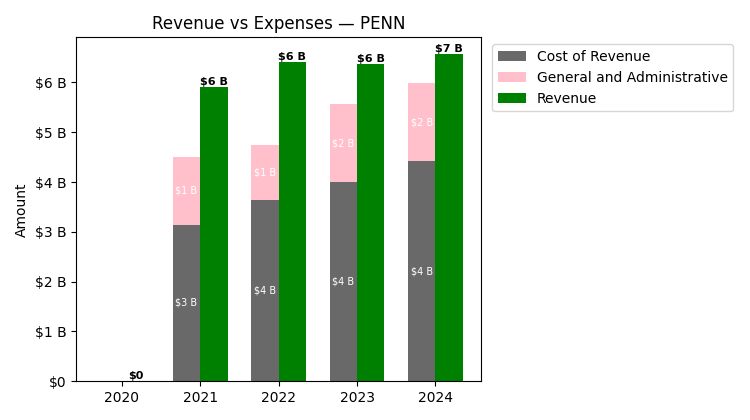 Revenue vs Expenses — PENN
Amount
$6 B
$5 B
$4 B
$3 B
$2 B
$1 B
$0
$0
$6 B
$6 B
$6 B
$7 B
$1 B
$1 B
$2 B
$2 B
$3 B
$4 B
$4 B
$4 B
2020
2021
2022
2023
2024
Cost of Revenue
General and Administrative
Revenue